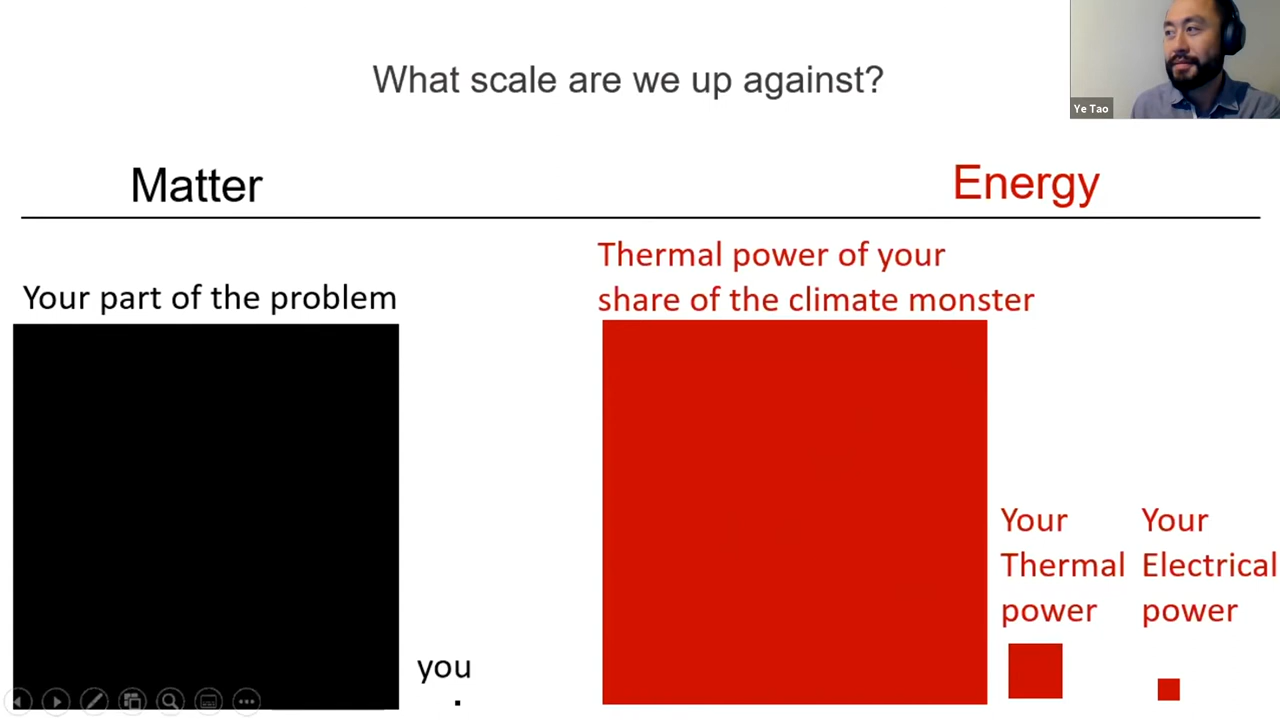 What scale are we up against?
Ye Tao
Matter
Energy
Your part of the problem
you
Thermal power of your
share of the climate monster
Your
Thermal
power
Your
Electrical
power